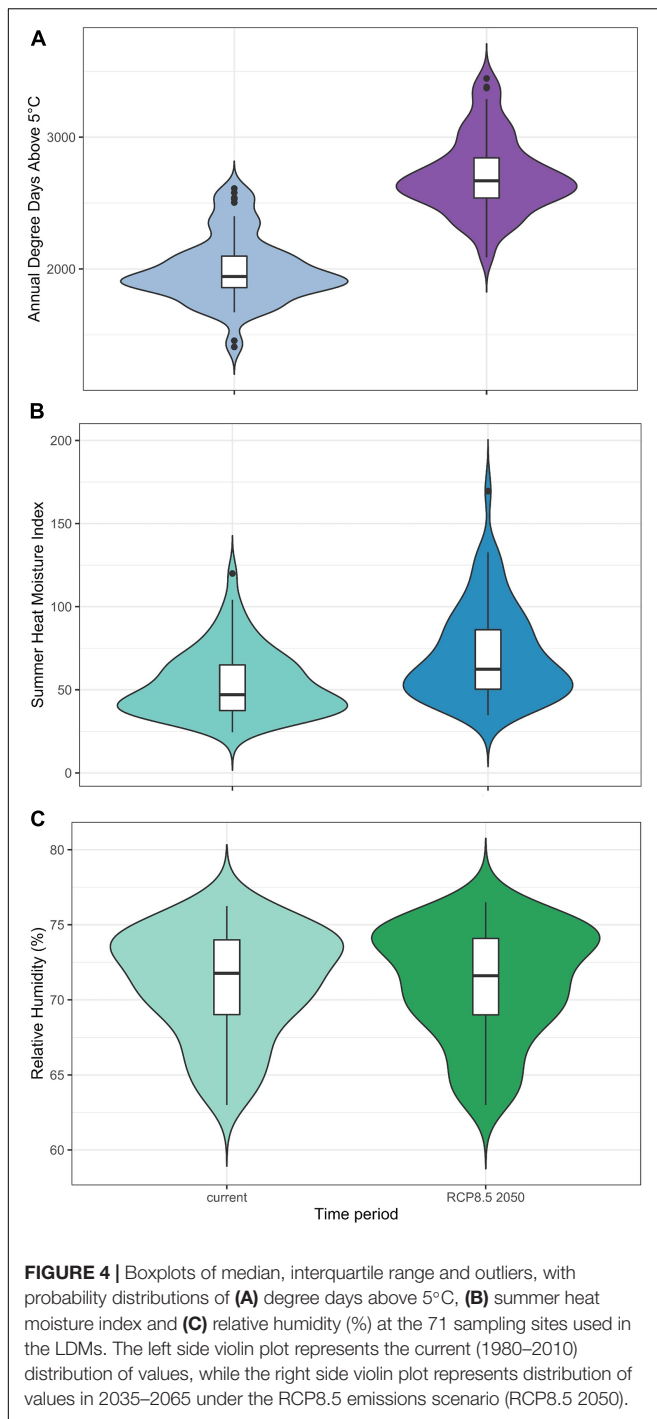 A
Annual Degree Days Above 5°C
3000
2000
B
Summer Heat Moisture Index
200
150
100
50
0
C
Relative Humidity (%)
80
75
70
65
60
current
RCP8.5 2050
Time period
FIGURE 4 | Boxplots of median, interquartile range and outliers, with
probability distributions of (A) degree days above 5°C, (B) summer heat
moisture index and (C) relative humidity (%) at the 71 sampling sites used in
the LDMs. The left side violin plot represents the current (1980–2010)
distribution of values, while the right side violin plot represents distribution of
values in 2035–2065 under the RCP8.5 emissions scenario (RCP8.5 2050).